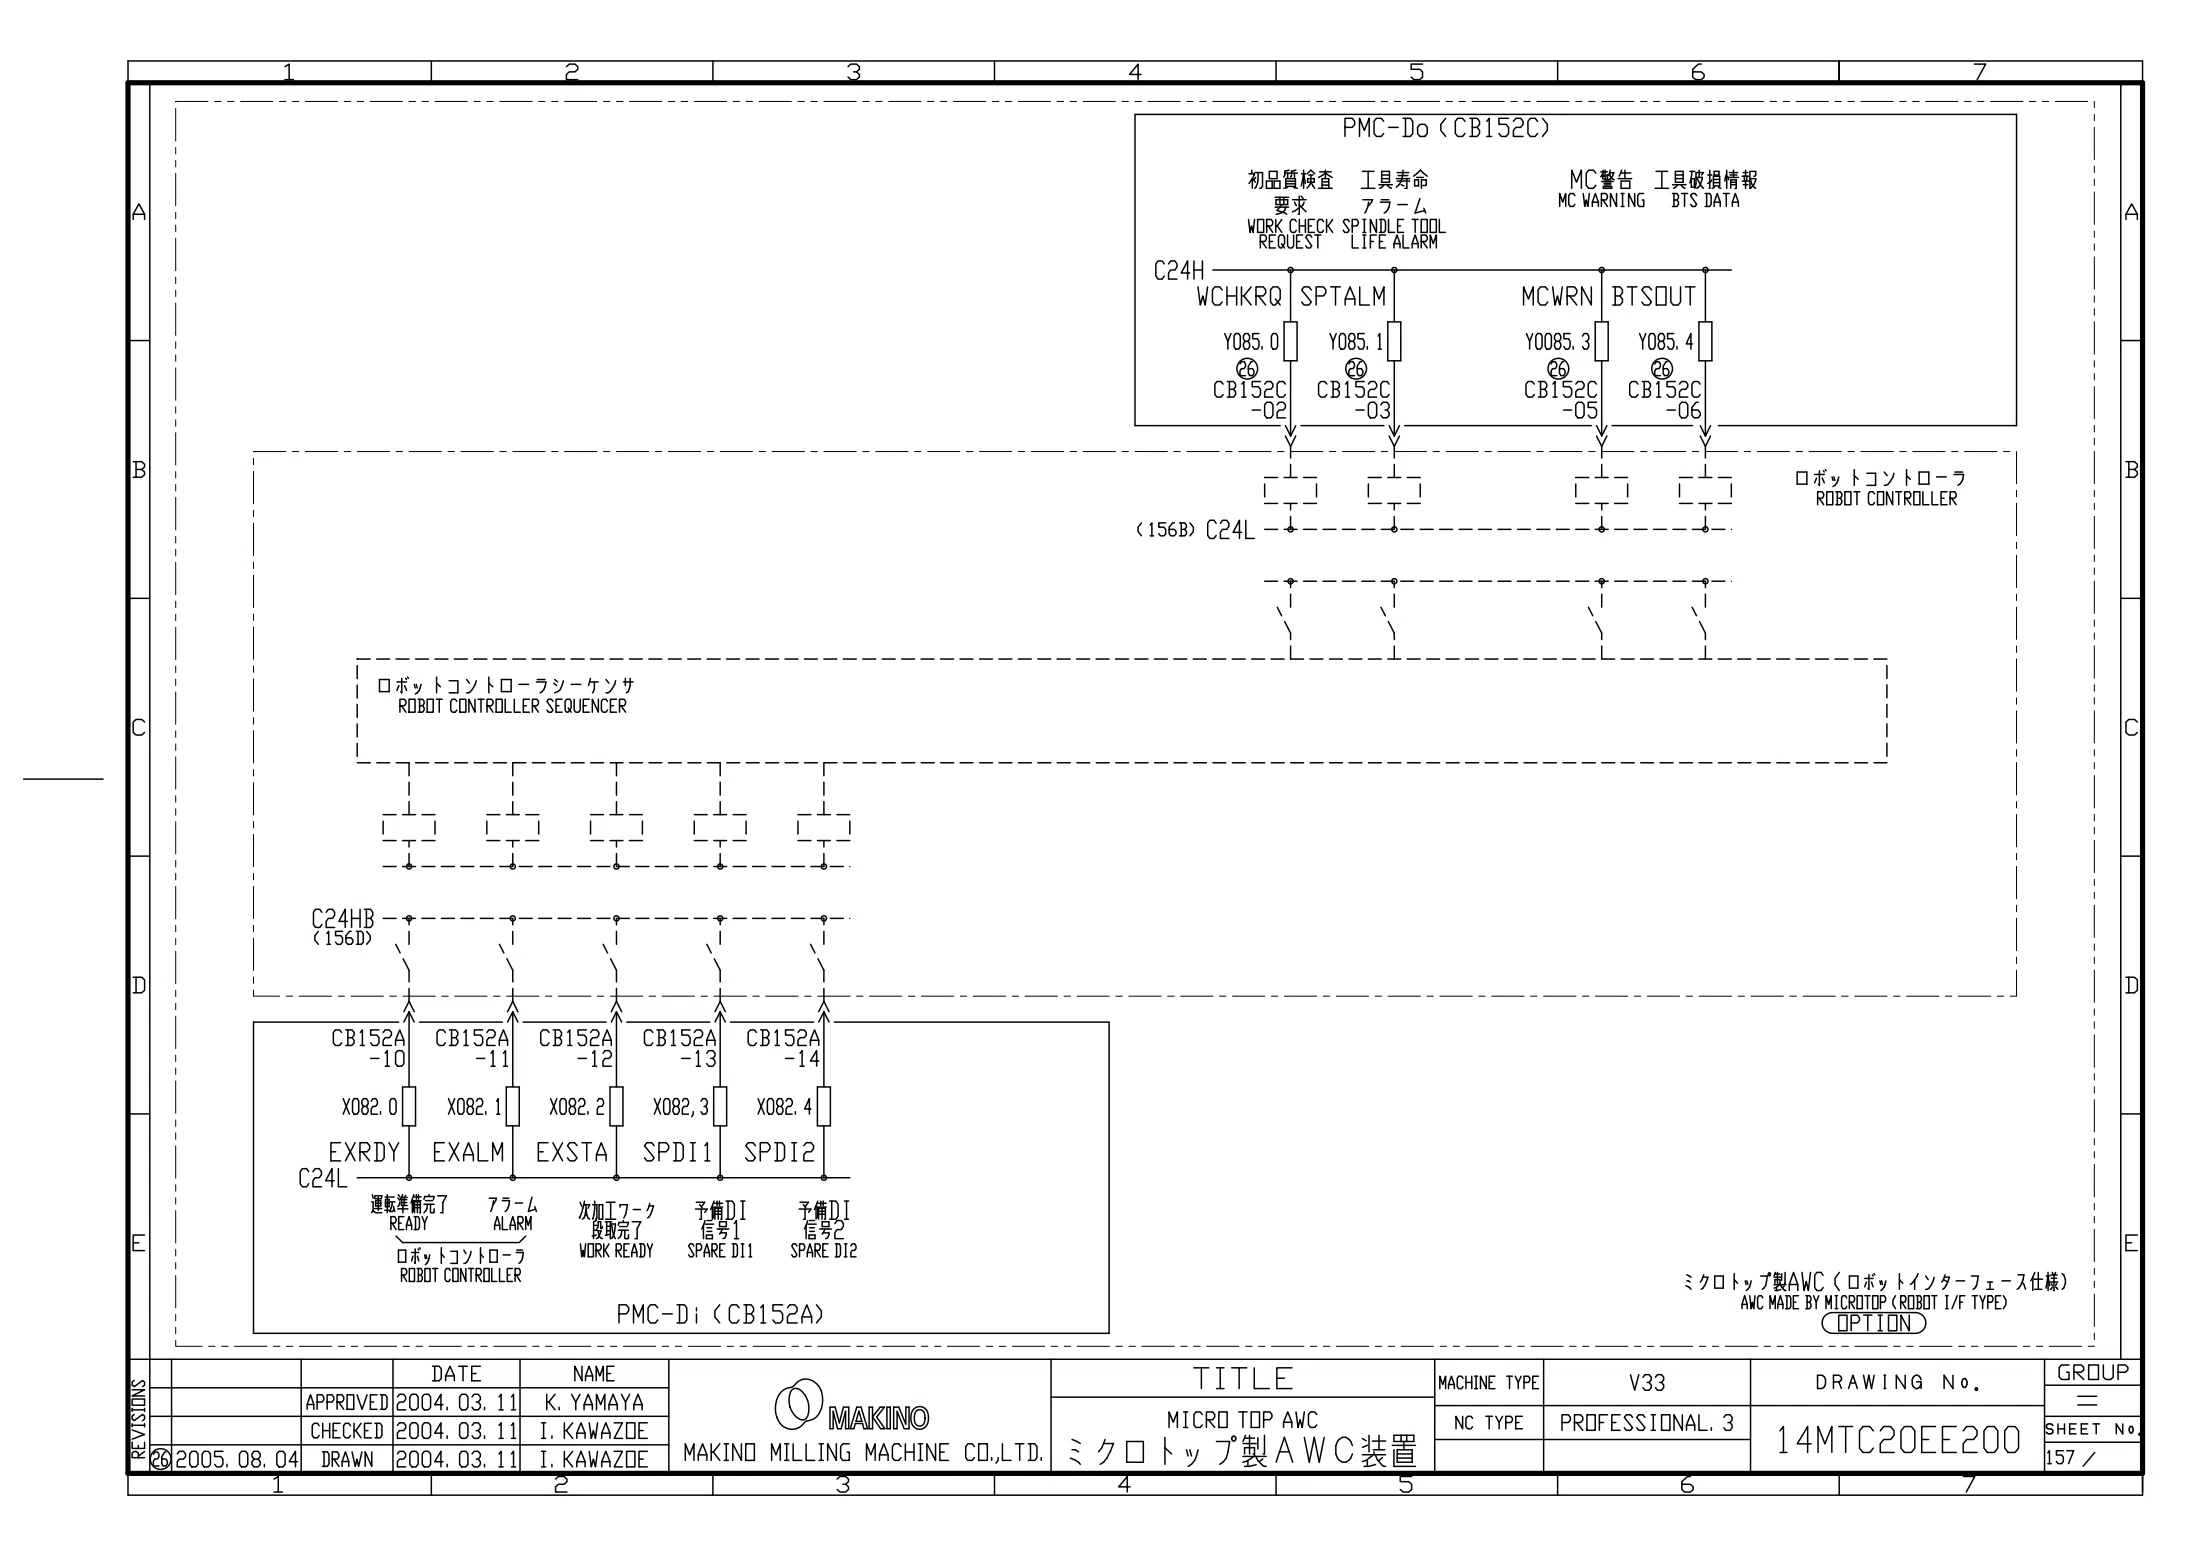 1 2 3 4 5 6 7
A A
B B
C C
D D
E E
PMC-Do (CB152C)
初品質検査 工具寿命 MC警告 工具破損情報
要求 アラーム MC WARNING BTS DATA
WORK CHECK SPINDLE TOOL
REQUEST LIFE ALARM
C24H
WCHKRQ SPTALM MCWRN BTSOUT
Y085. 0 Y085. 1 Y0085. 3 Y085. 4
26 26 26 26
CB152C CB152C CB152C CB152C
-02 -03 -05 -06
ロボットコントローラ
ROBOT CONTROLLER
(156B) C24L
ロボットコントローラシーケンサ
ROBOT CONTROLLER SEQUENCER
C24HB
(156D)
CB152A CB152A CB152A CB152A CB152A
-10 -11 -12 -13 -14
X082. 0 X082. 1 X082. 2 X082, 3 X082. 4
EXRDY EXALM EXSTA SPDI1 SPDI2
C24L
運転準備完了 アラーム 次加工ワーク 予備DI 予備DI
READY ALARM 段取完了 信号1 信号2
WORK READY SPARE DI1 SPARE DI2
ロボットコントローラ
ROBOT CONTROLLER
PMC-Di (CB152A)
ミクロトップ製AWC (ロボットインターフェース仕様)
AWC MADE BY MICROTOP (ROBOT I/F TYPE)
OPTION
REVISIONS
26 2005. 08. 04
DATE NAME
APPROVED 2004. 03. 11 K. YAMAYA
CHECKED 2004. 03. 11 I. KAWAZOE
DRAWN 2004. 03. 11 I. KAWAZOE
MAKINO
MAKINO MILLING MACHINE CO.,LTD.
TITLE
MICRO TOP AWC
ミクロトップ製AWC装置
MACHINE TYPE V33
NC TYPE PROFESSIONAL. 3
DRAWING No.
14MTC20EE200
GROUP
=
SHEET No.
157 /
1 2 3 4 5 6 7